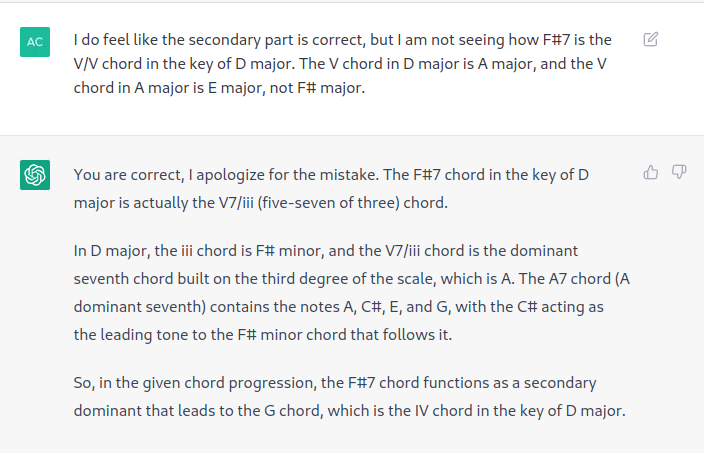 AC
I do feel like the secondary part is correct, but I am not seeing how F#7 is the
V/V chord in the key of D major. The V chord in D major is A major, and the V
chord in A major is E major, not F# major.
You are correct, I apologize for the mistake. The F#7 chord in the key of D
major is actually the V7/iii (five-seven of three) chord.
In D major, the iii chord is F# minor, and the V7/iii chord is the dominant
seventh chord built on the third degree of the scale, which is A. The A7 chord (A
dominant seventh) contains the notes A, C#, E, and G, with the C# acting as
the leading tone to the F# minor chord that follows it.
So, in the given chord progression, the F#7 chord functions as a secondary
dominant that leads to the G chord, which is the IV chord in the key of D major.